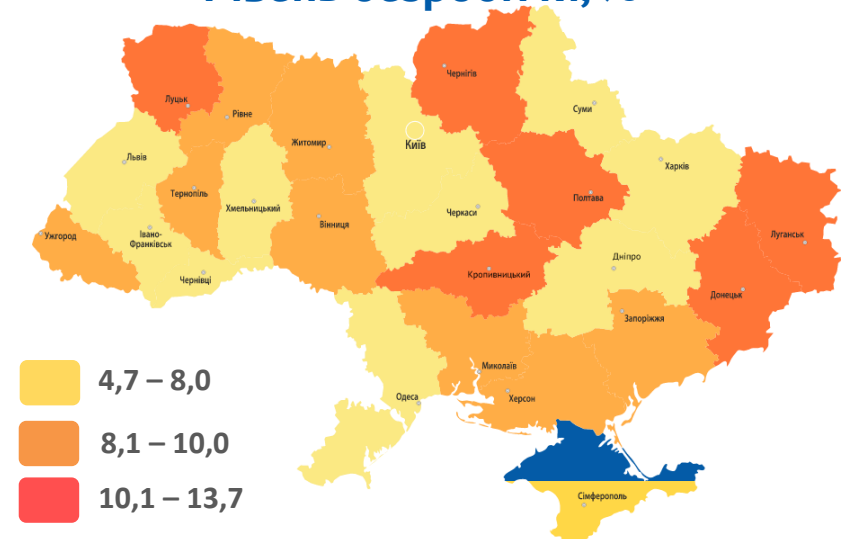 Чернігів
Луцьк
Рівне
Суми
Житомир
Київ
Львів
Харків
Тернопіль
Хмельницький
Полтава
Черкаси
Вінниця
Ужгород
Івано-
Франківськ
Луганськ
Дніпро
Чернівці
Кропивницький
Донецьк
Запоріжжя
Миколаїв
4,7 – 8,0
Одеса
Херсон
8,1 – 10,0
10,1 – 13,7
Сімферополь